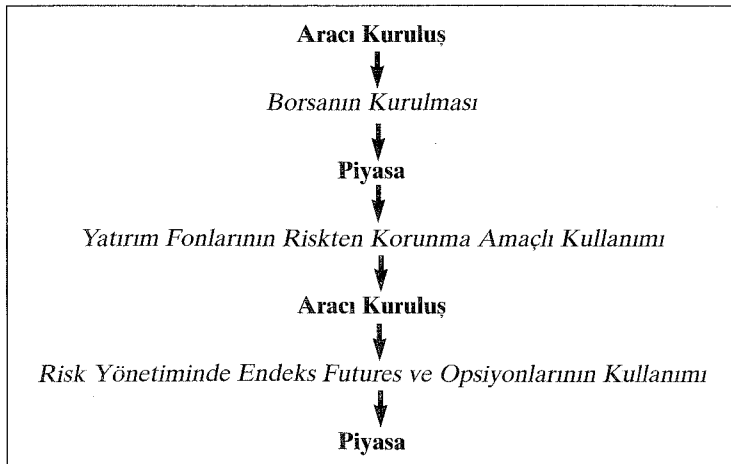 Aracı Kuruluş
Borsanın Kurulması
Piyasa
Yatırım Fonlarının Riskten Korunma Amaçlı Kullanımı
Aracı Kuruluş
Risk Yönetiminde Endeks Futures ve Opsiyonlarının Kullanımı
Piyasa